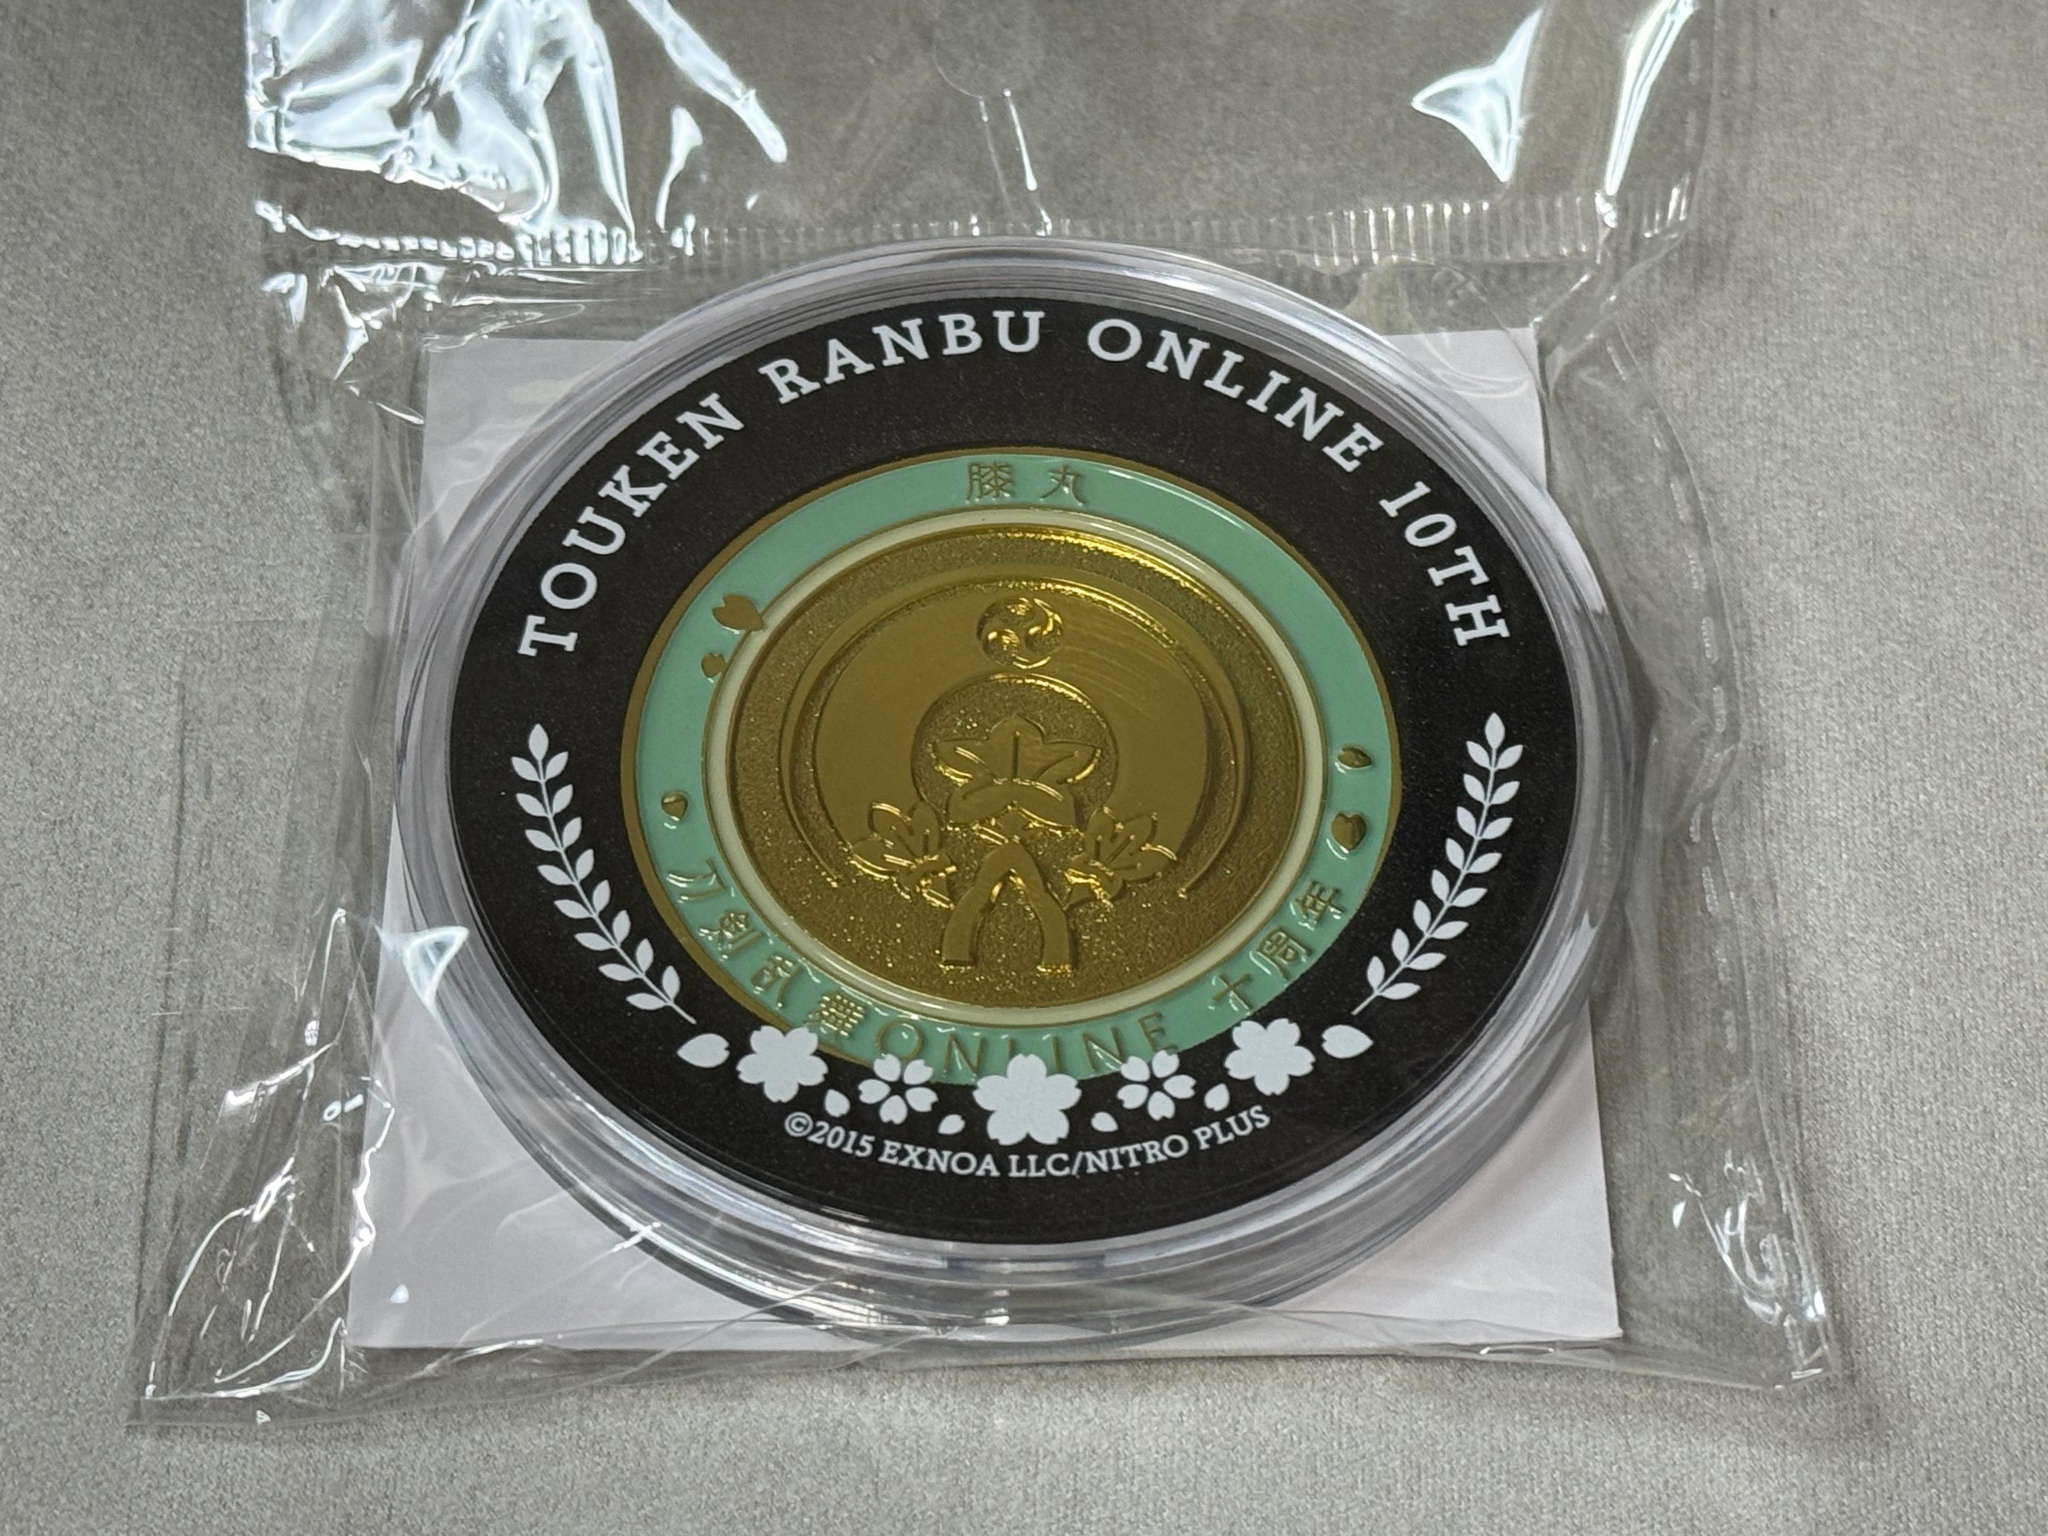 TOUKEN RANBU ONLINE 10TH
膝丸
刀剣乱舞ONLINE 十周年
©2015 EXNOA LLC/NITRO PLUS